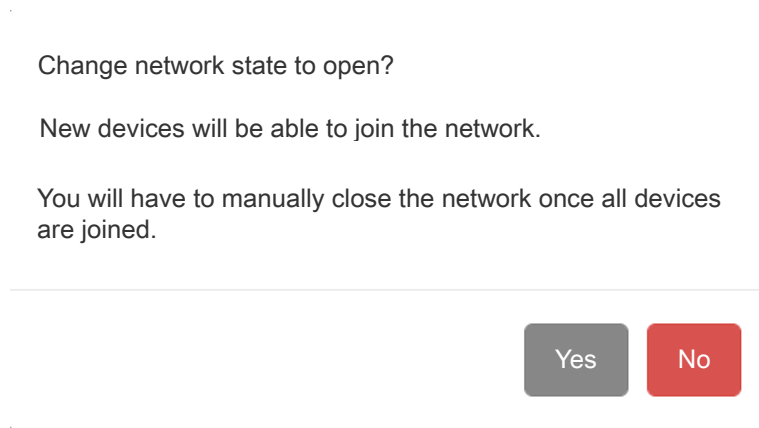 Change network state to open?
New devices will be able to join the network.
You will have to manually close the network once all devices
are joined.
Yes No